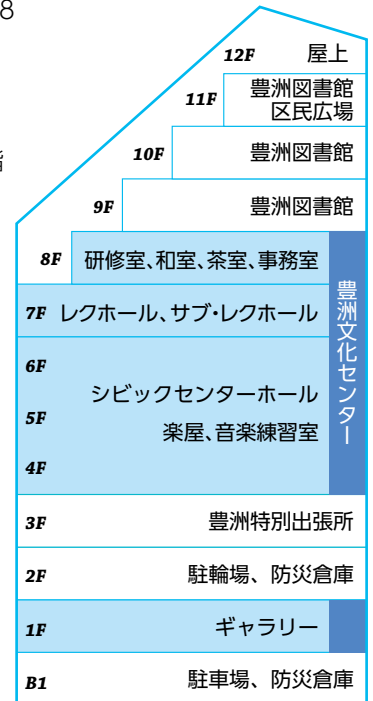 8
階
12F 屋上
11F 豊洲図書館
区民広場
10F 豊洲図書館
9F 豊洲図書館
8F 研修室、和室、茶室、事務室
7F レクホール、サブ・レクホール
豊洲文化センター
6F
シビックセンターホール
5F
楽屋、音楽練習室
4F
3F 豊洲特別出張所
2F 駐輪場、防災倉庫
1F ギャラリー
B1 駐車場、防災倉庫